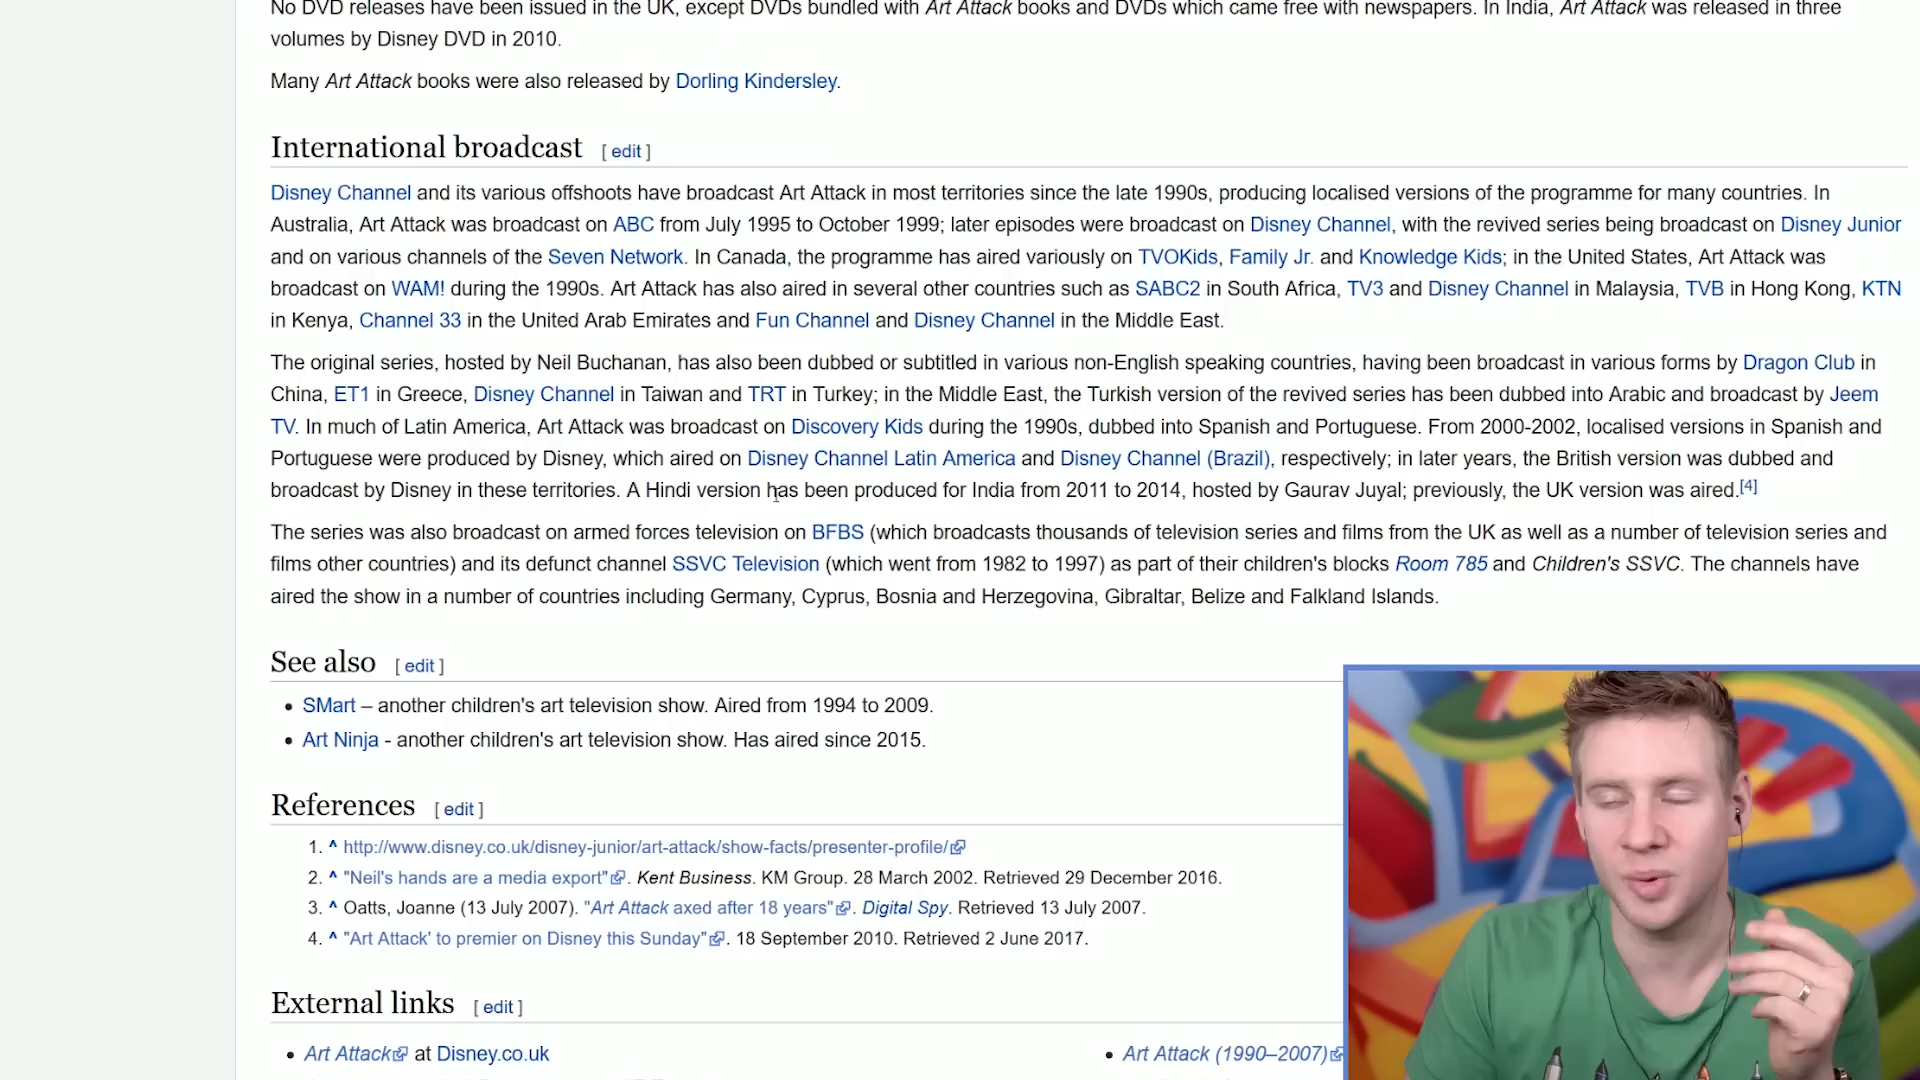 No DVD releases have been issued in the UK, except DVDs bundled with Art Attack books and DVDs which came free with newspapers. In India, Art Attack was released in three
volumes by Disney DVD in 2010.
Many Art Attack books were also released by Dorling Kindersley.
International broadcast [ edit ]
Disney Channel and its various offshoots have broadcast Art Attack in most territories since the late 1990s, producing localised versions of the programme for many countries. In
Australia, Art Attack was broadcast on ABC from July 1995 to October 1999; later episodes were broadcast on Disney Channel, with the revived series being broadcast on Disney Junior
and on various channels of the Seven Network. In Canada, the programme has aired variously on TVOKids, Family Jr. and Knowledge Kids; in the United States, Art Attack was
broadcast on WAM! during the 1990s. Art Attack has also aired in several other countries such as SABC2 in South Africa, TV3 and Disney Channel in Malaysia, TVB in Hong Kong, KTN
in Kenya, Channel 33 in the United Arab Emirates and Fun Channel and Disney Channel in the Middle East.
The original series, hosted by Neil Buchanan, has also been dubbed or subtitled in various non-English speaking countries, having been broadcast in various forms by Dragon Club in
China, ET1 in Greece, Disney Channel in Taiwan and TRT in Turkey; in the Middle East, the Turkish version of the revived series has been dubbed into Arabic and broadcast by Jeem
TV. In much of Latin America, Art Attack was broadcast on Discovery Kids during the 1990s, dubbed into Spanish and Portuguese. From 2000-2002, localised versions in Spanish and
Portuguese were produced by Disney, which aired on Disney Channel Latin America and Disney Channel (Brazil), respectively; in later years, the British version was dubbed and
broadcast by Disney in these territories. A Hindi version has been produced for India from 2011 to 2014, hosted by Gaurav Juyal; previously, the UK version was aired.[4]
The series was also broadcast on armed forces television on BFBS (which broadcasts thousands of television series and films from the UK as well as a number of television series and
films other countries) and its defunct channel SSVC Television (which went from 1982 to 1997) as part of their children's blocks Room 785 and Children's SSVC. The channels have
aired the show in a number of countries including Germany, Cyprus, Bosnia and Herzegovina, Gibraltar, Belize and Falkland Islands.
See also [ edit ]
• SMart – another children's art television show. Aired from 1994 to 2009.
• Art Ninja - another children's art television show. Has aired since 2015.
References [ edit ]
1. ^ http://www.disney.co.uk/disney-junior/art-attack/show-facts/presenter-profile/
2. ^ "Neil's hands are a media export". Kent Business. KM Group. 28 March 2002. Retrieved 29 December 2016.
3. ^ Oatts, Joanne (13 July 2007). "Art Attack axed after 18 years". Digital Spy. Retrieved 13 July 2007.
4. ^ "Art Attack' to premier on Disney this Sunday". 18 September 2010. Retrieved 2 June 2017.
External links [ edit ]
• Art Attack at Disney.co.uk
• Art Attack (1990–2007)